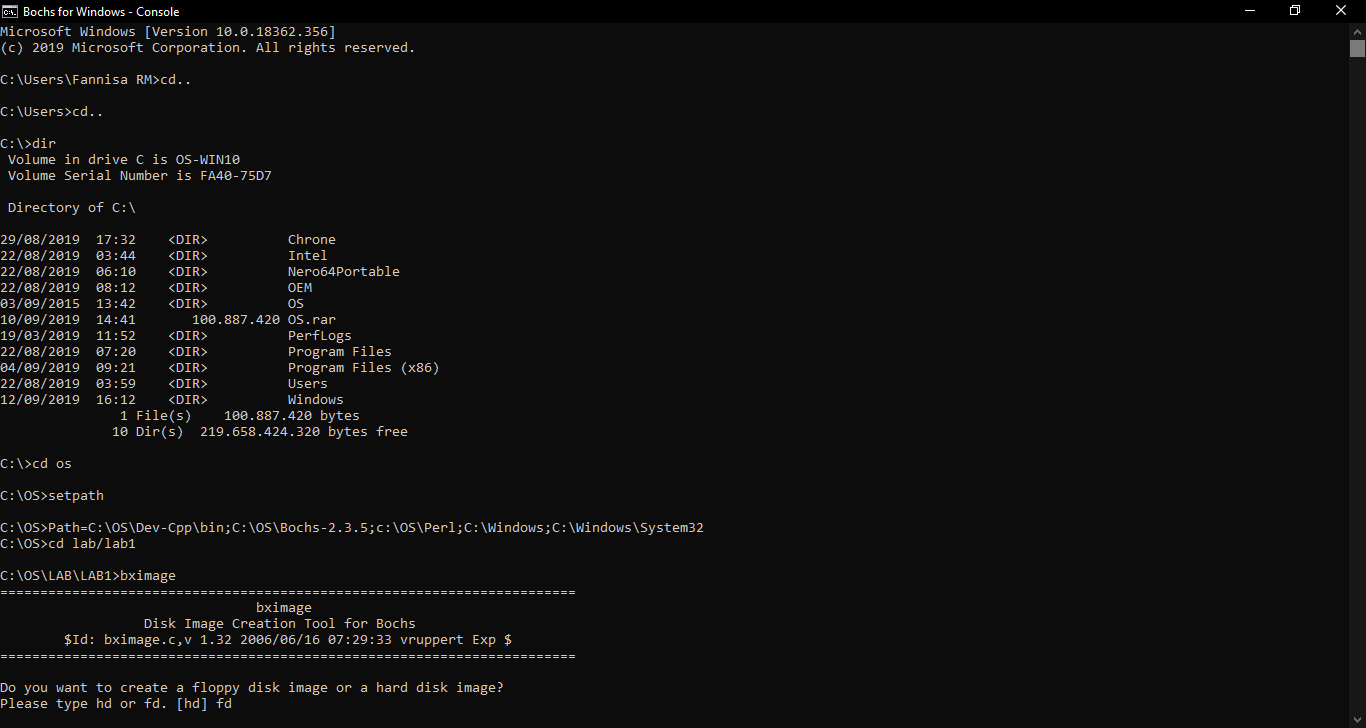 Bochs for Windows - Console
Microsoft Windows [Version 10.0.18362.356]
(c) 2019 Microsoft Corporation. All rights reserved.
C:\Users\Fannisa RM>cd..
C:\Users>cd..
C:\>dir
 Volume in drive C is OS-WIN10
 Volume Serial Number is FA40-75D7
 Directory of C:\
29/08/2019  17:32    <DIR>          Chrone
22/08/2019  03:44    <DIR>          Intel
22/08/2019  06:10    <DIR>          Nero64Portable
22/08/2019  08:12    <DIR>          OEM
03/09/2015  13:42    <DIR>          OS
10/09/2019  14:41       100.887.420 OS.rar
19/03/2019  11:52    <DIR>          PerfLogs
22/08/2019  07:20    <DIR>          Program Files
04/09/2019  09:21    <DIR>          Program Files (x86)
22/08/2019  03:59    <DIR>          Users
12/09/2019  16:12    <DIR>          Windows
               1 File(s)    100.887.420 bytes
              10 Dir(s)  219.658.424.320 bytes free
C:\>cd os
C:\OS>setpath
C:\OS>Path=C:\OS\Dev-Cpp\bin;C:\OS\Bochs-2.3.5;c:\OS\Perl;C:\Windows;C:\Windows\System32
C:\OS>cd lab/lab1
C:\OS\LAB\LAB1>bximage
========================================================================
                                bximage
                  Disk Image Creation Tool for Bochs
        $Id: bximage.c,v 1.32 2006/06/16 07:29:33 vruppert Exp $
========================================================================
Do you want to create a floppy disk image or a hard disk image?
Please type hd or fd. [hd] fd